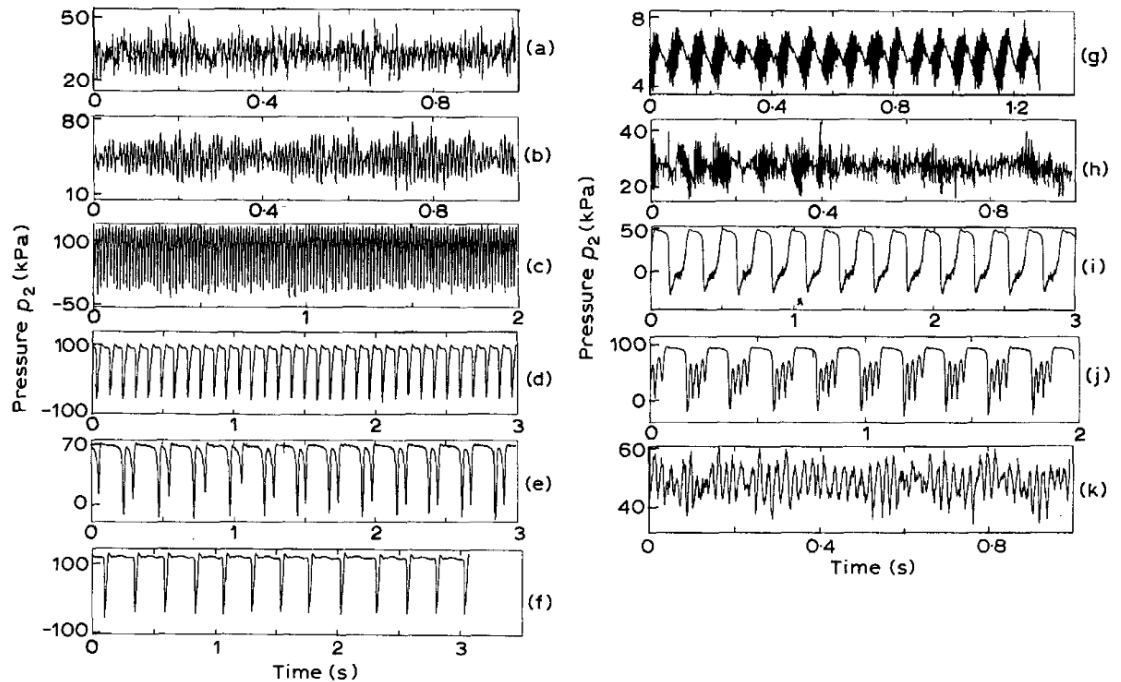 50
20
0 0·4 0·8
(a)
80
10
0 0·4 0·8
(b)
100
-50
0 1 2
(c)
100
-100
0 1 2 3
(d)
70
0
0 1 2 3
(e)
100
-100
0 1 2 3
(f)
Time (s)
Pressure p₂ (kPa)
8
4
0 0·4 0·8 1·2
(g)
40
20
0 0·4 0·8
(h)
50
0
0 1 2 3
(i)
100
0
0 1 2
(j)
60
40
0 0·4 0·8
(k)
Time (s)
Pressure p₂ (kPa)